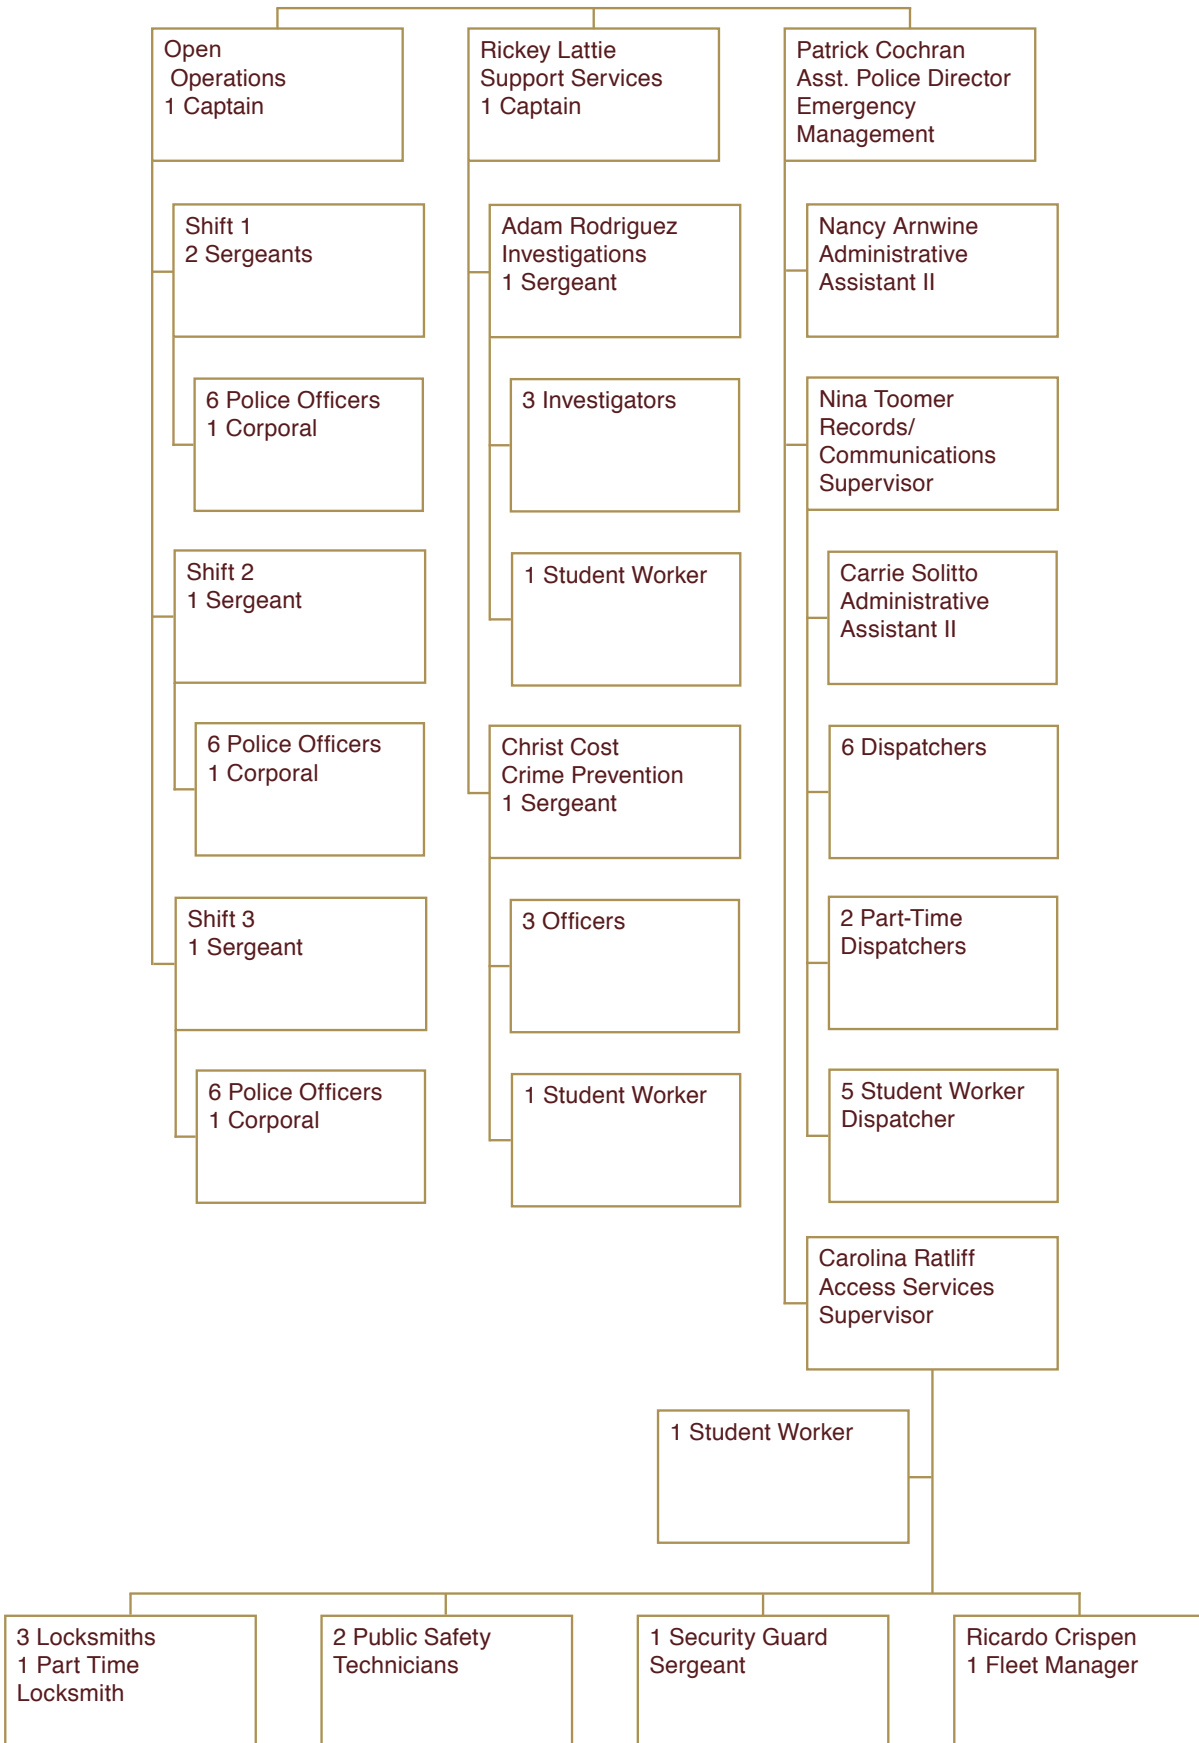 Open
Operations
1 Captain
Shift 1
2 Sergeants
6 Police Officers
1 Corporal
Shift 2
1 Sergeant
6 Police Officers
1 Corporal
Shift 3
1 Sergeant
6 Police Officers
1 Corporal
Rickey Lattie
Support Services
1 Captain
Adam Rodriguez
Investigations
1 Sergeant
3 Investigators
1 Student Worker
Christ Cost
Crime Prevention
1 Sergeant
3 Officers
1 Student Worker
Patrick Cochran
Asst. Police Director
Emergency
Management
Nancy Arnwine
Administrative
Assistant II
Nina Toomer
Records/
Communications
Supervisor
Carrie Solitto
Administrative
Assistant II
6 Dispatchers
2 Part-Time
Dispatchers
5 Student Worker
Dispatcher
Carolina Ratliff
Access Services
Supervisor
1 Student Worker
3 Locksmiths
1 Part Time
Locksmith
2 Public Safety
Technicians
1 Security Guard
Sergeant
Ricardo Crispen
1 Fleet Manager